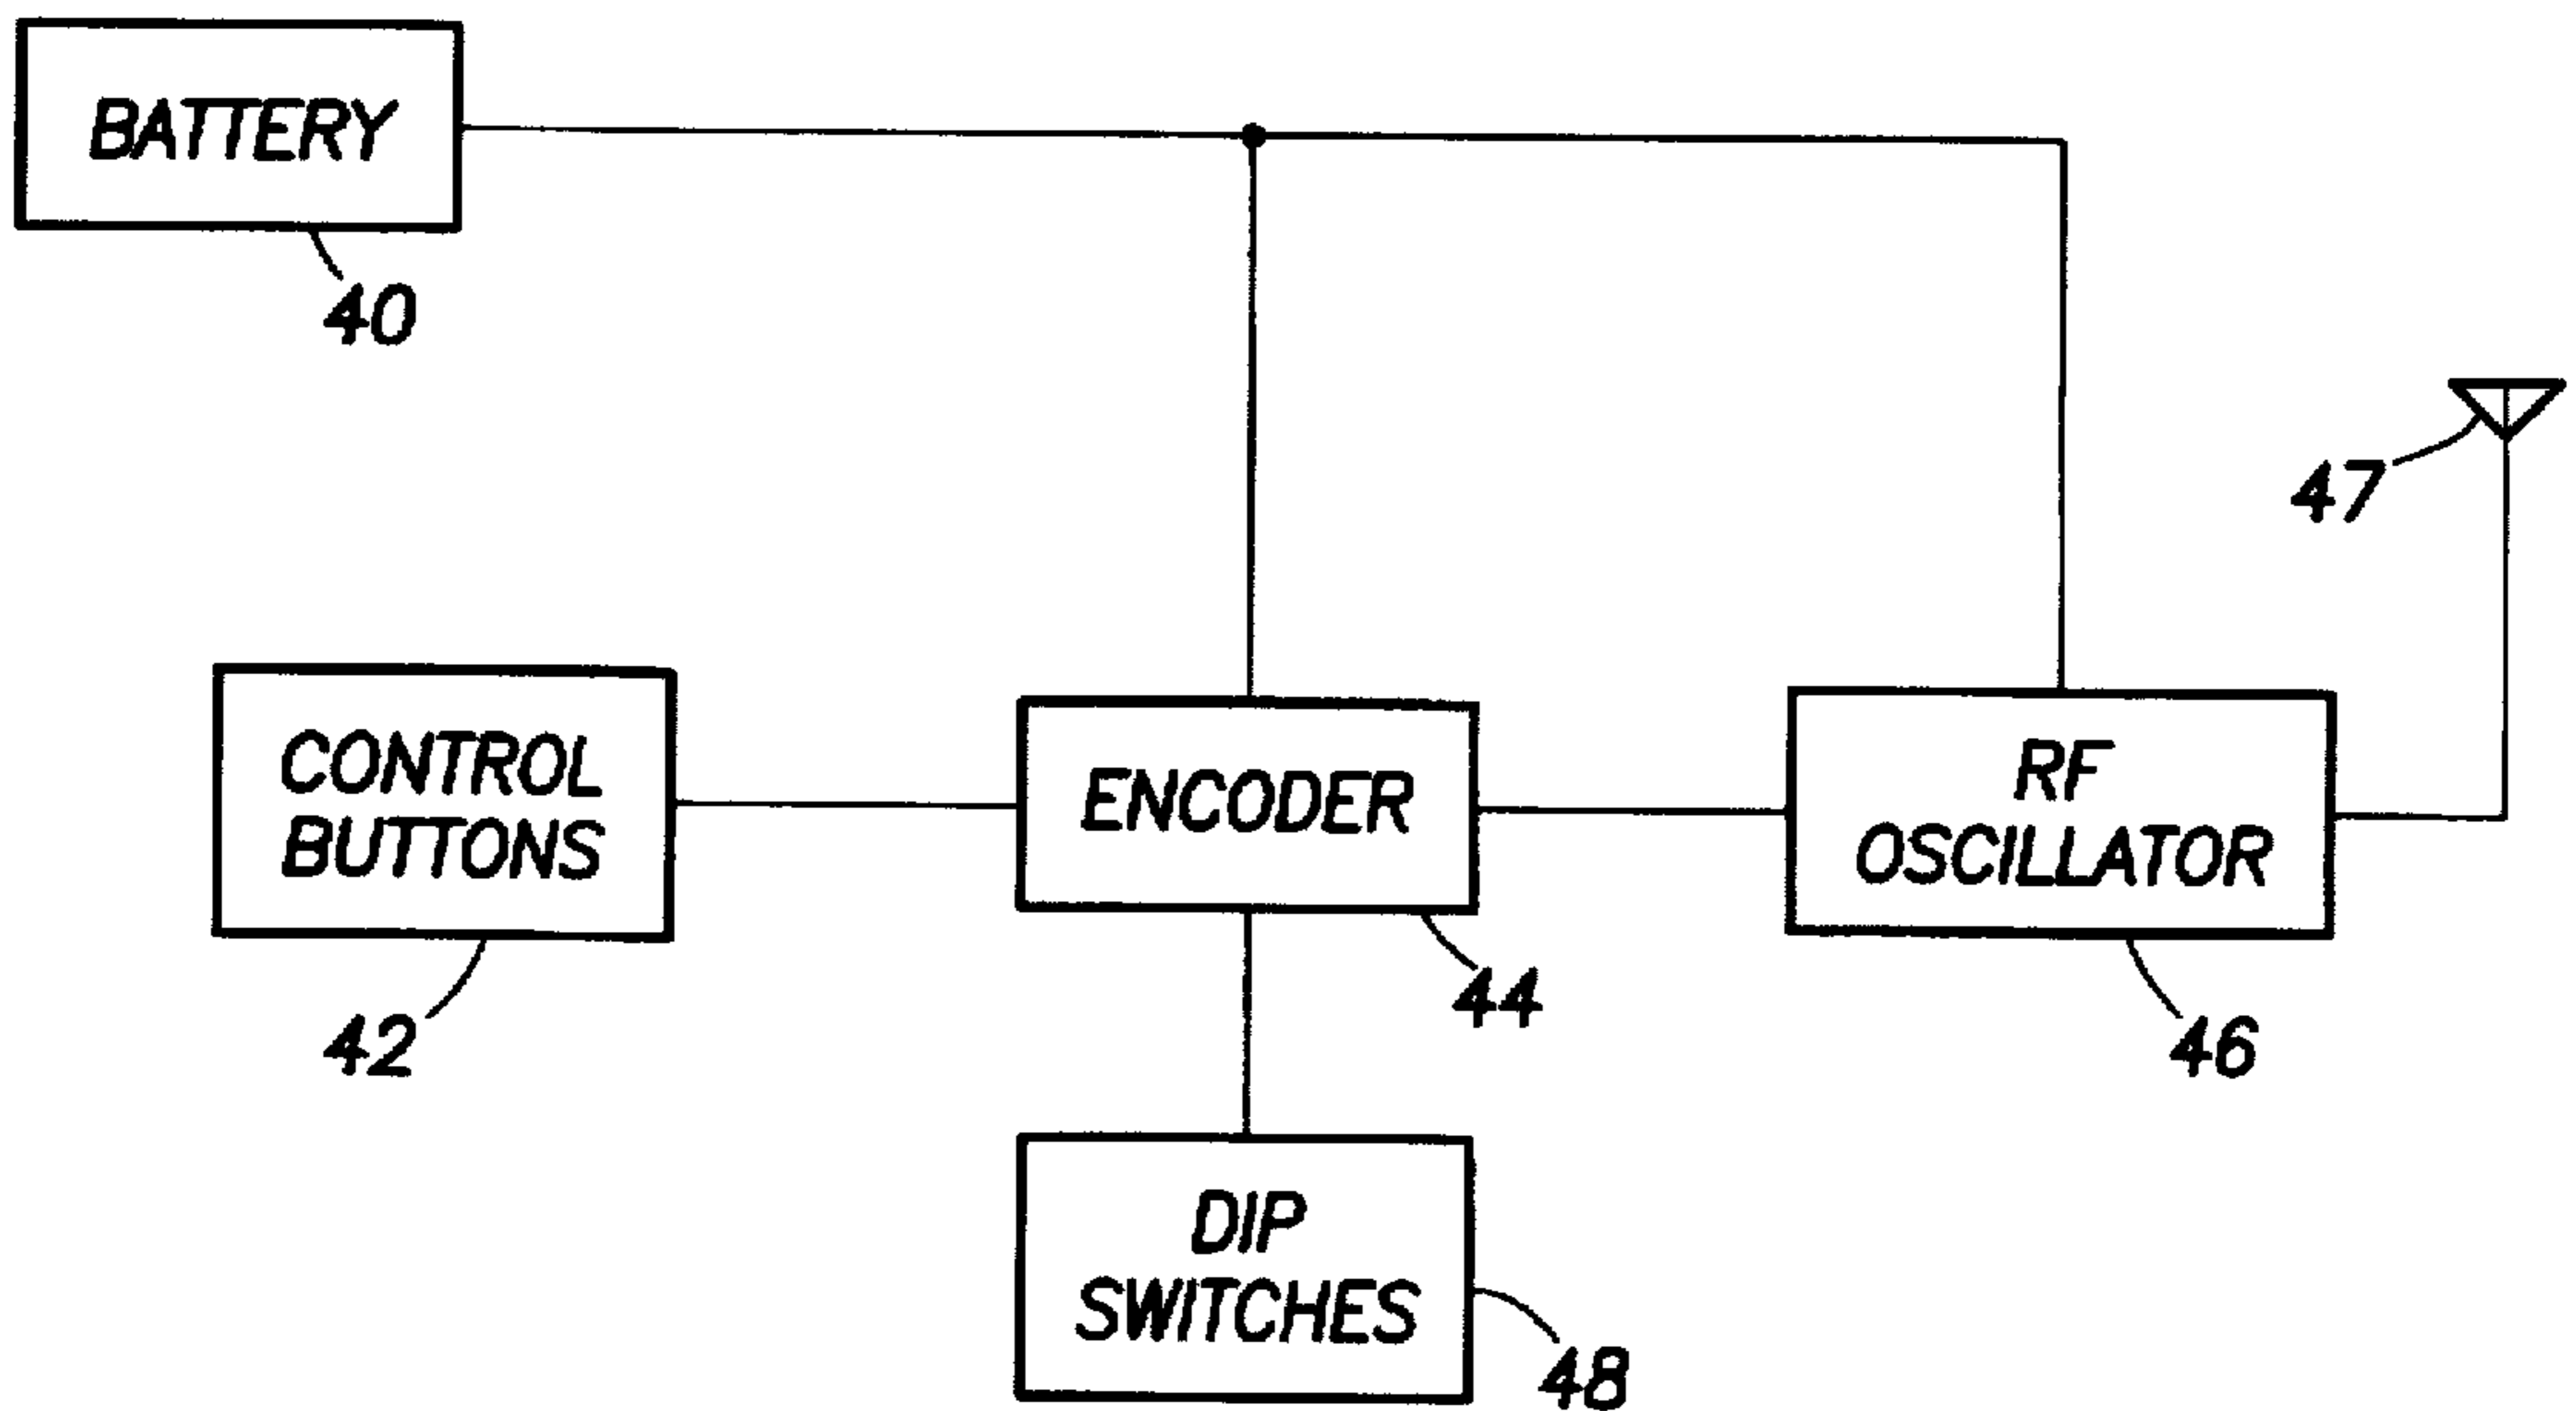 BATTERY
40
47
CONTROL
BUTTONS
42
ENCODER
44
RF
OSCILLATOR
46
DIP
SWITCHES
48